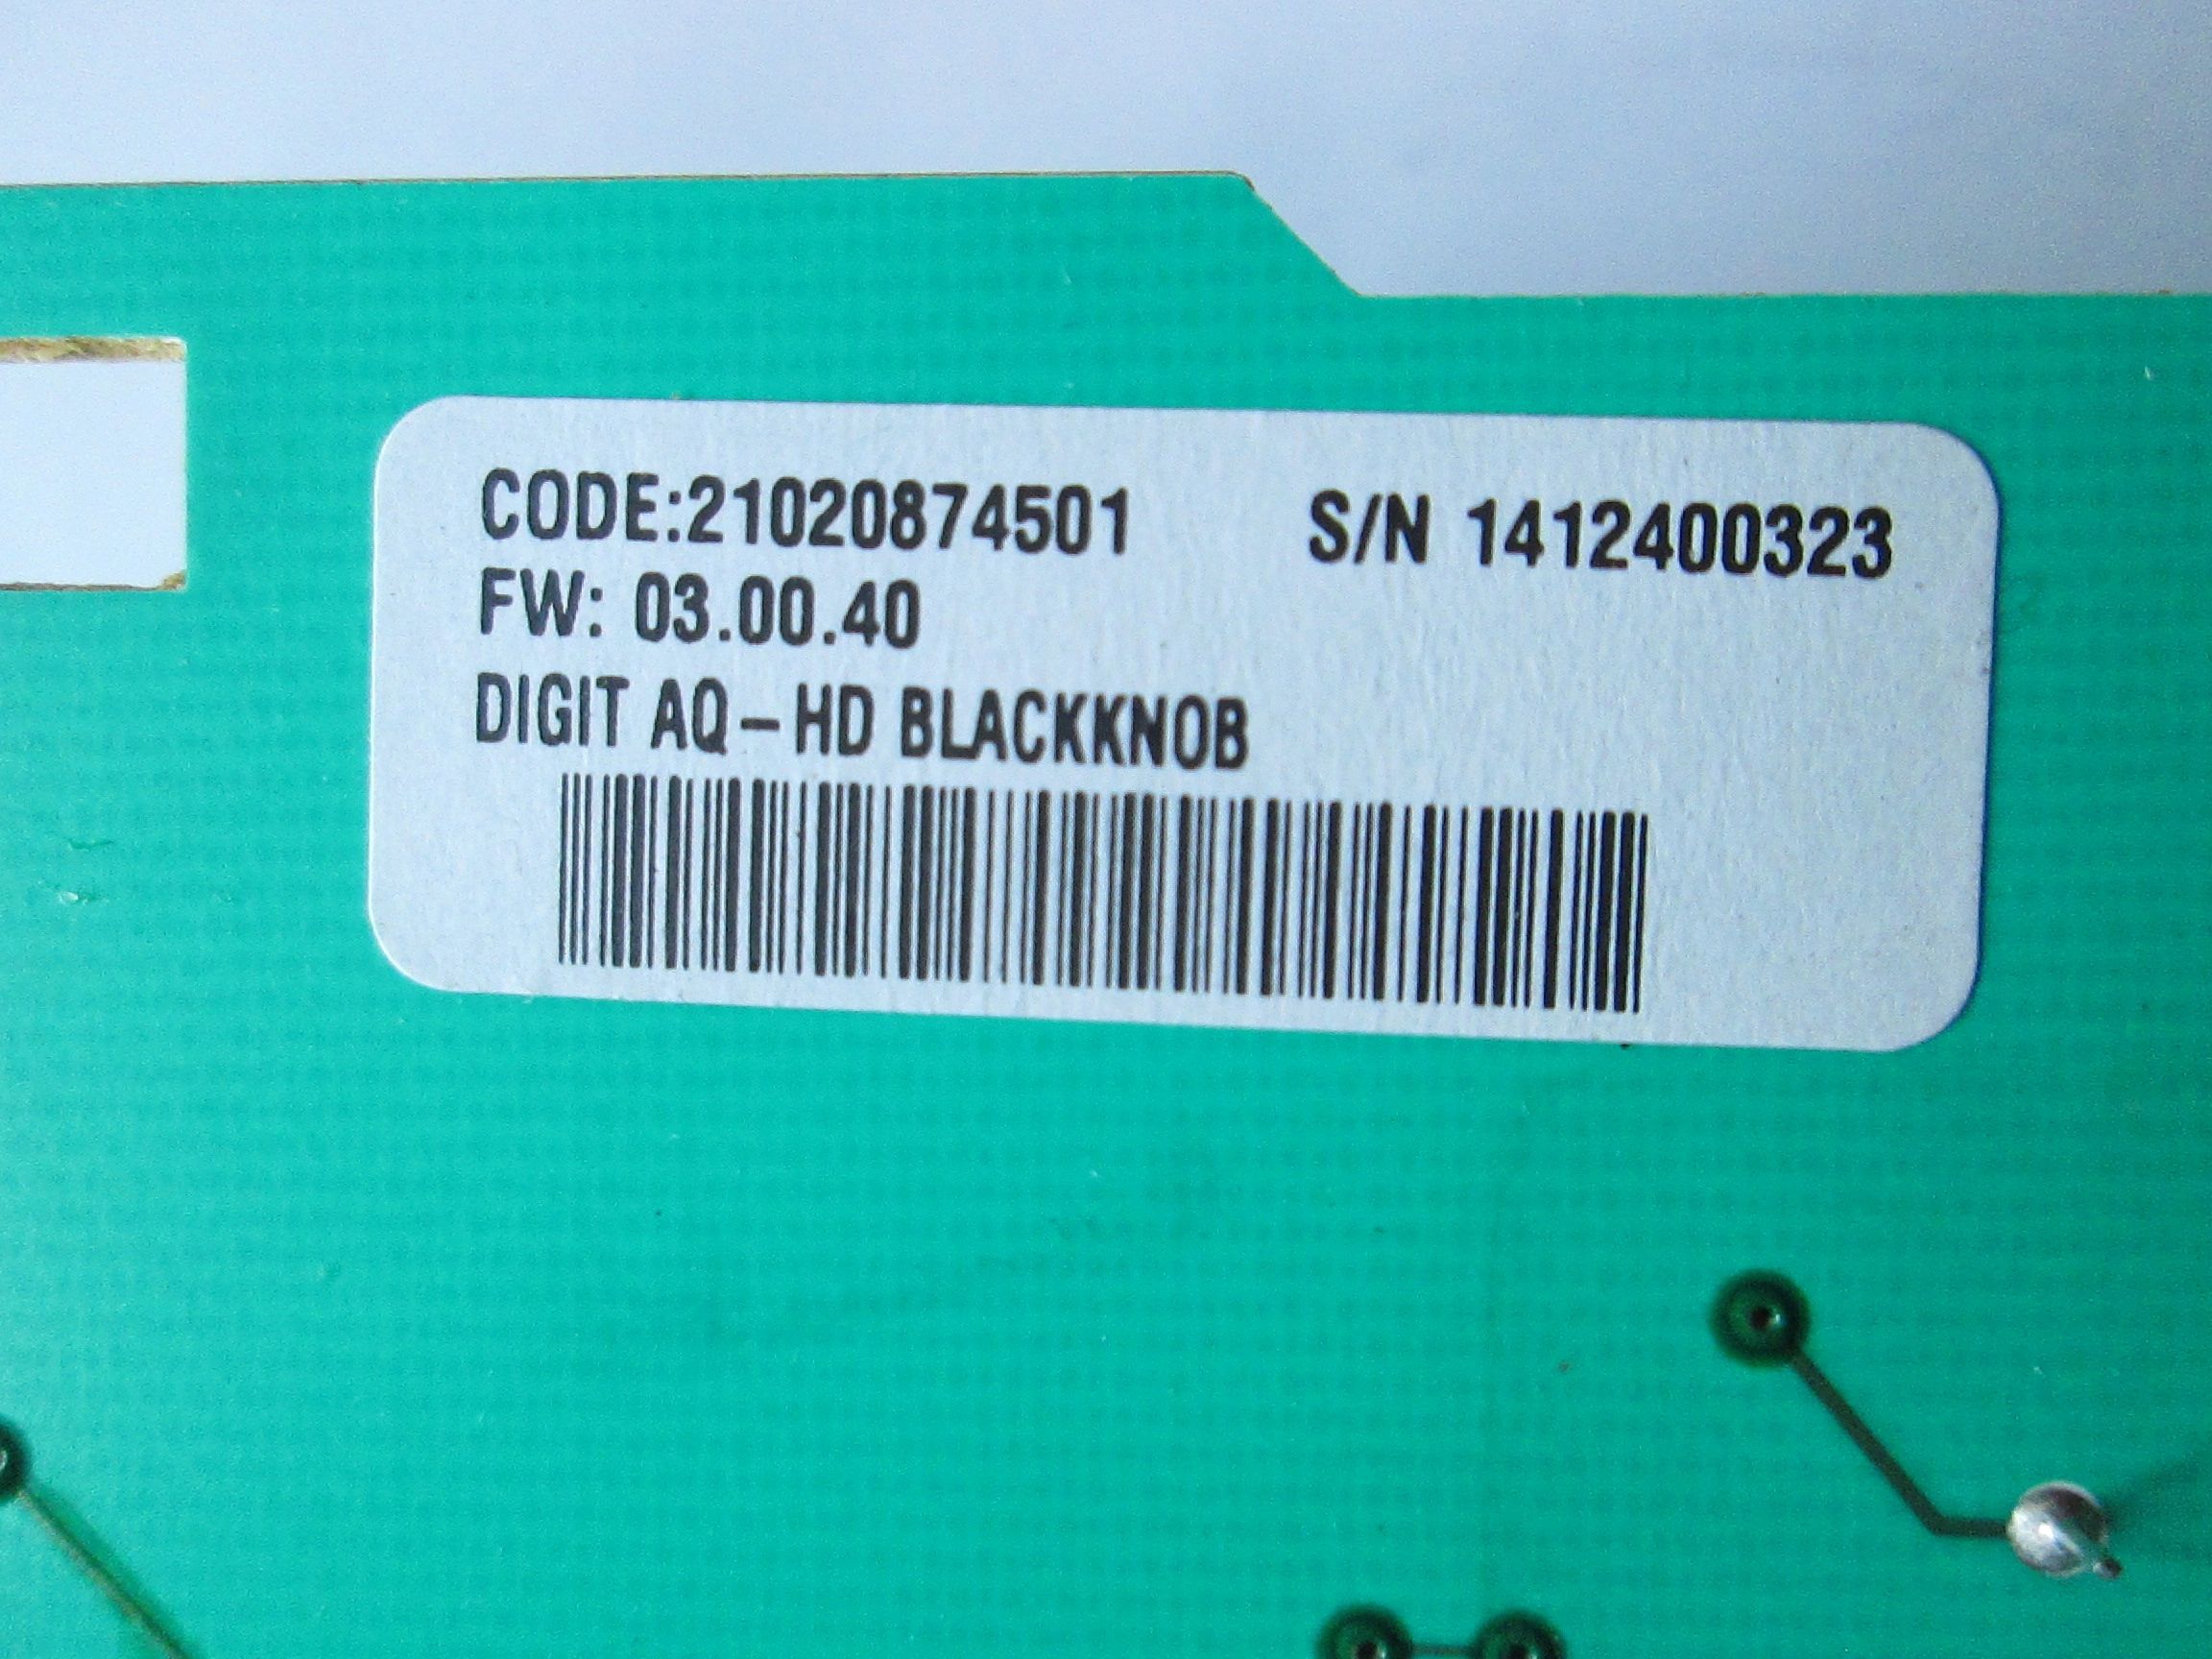 CODE:21020874501 S/N 1412400323
FW: 03.00.40
DIGIT AQ-HD BLACKKNOB